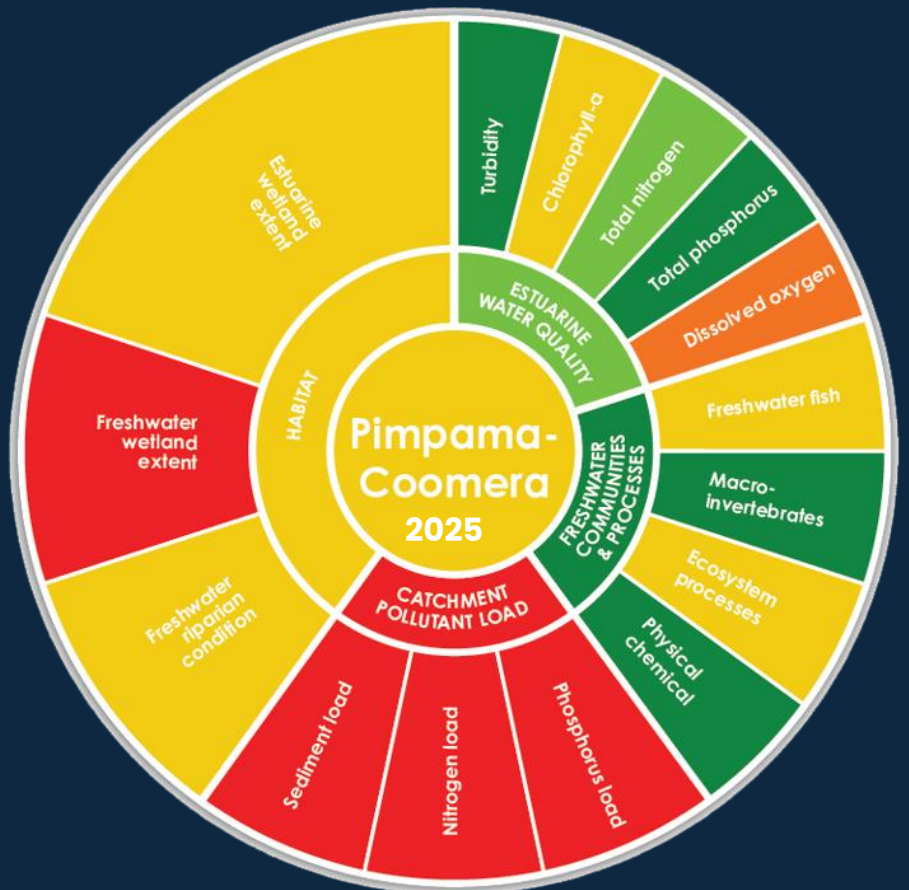 Pimpama-
Coomera
2025
ESTUARINE
WATER QUALITY
Turbidity
Chlorophyll-a
Total nitrogen
Total phosphorus
Dissolved oxygen
FRESHWATER
COMMUNITIES
& PROCESSES
Freshwater fish
Macro-
invertebrates
Ecosystem
processes
Physical
chemical
CATCHMENT
POLLUTANT LOAD
Phosphorus load
Nitrogen load
Sediment load
HABITAT
Freshwater
riparian
condition
Freshwater
wetland
extent
Estuarine
wetland
extent